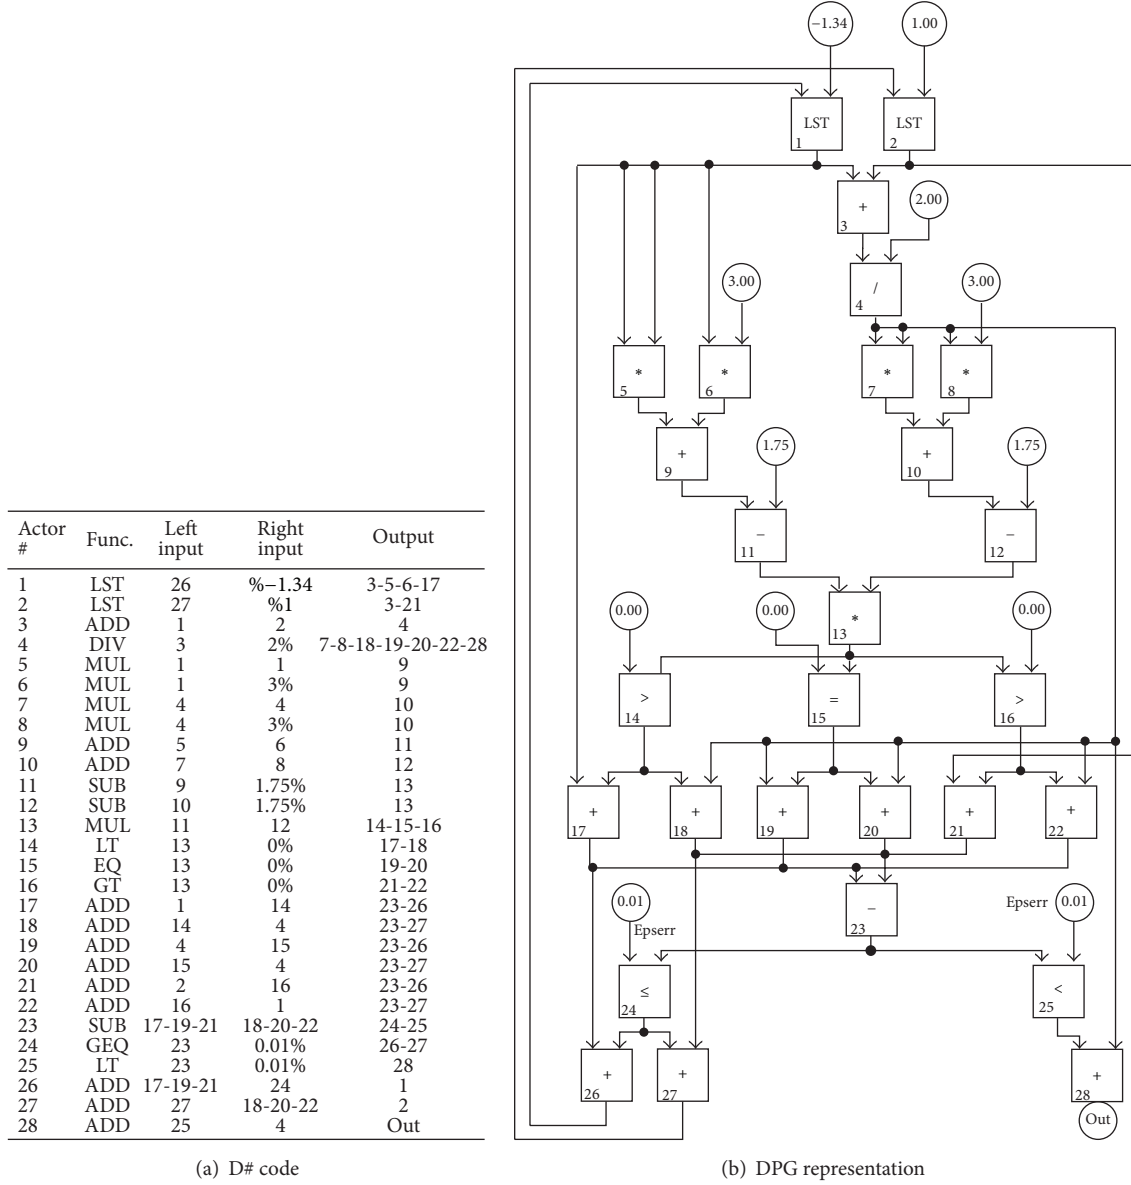 Actor # Func. Left input Right input Output
1 LST 26 %−1.34 3-5-6-17
2 LST 27 %1 3-21
3 ADD 1 2 4
4 DIV 3 2% 7-8-18-19-20-22-28
5 MUL 1 1 9
6 MUL 1 3% 9
7 MUL 4 4 10
8 MUL 4 3% 10
9 ADD 5 6 11
10 ADD 7 8 12
11 SUB 9 1.75% 13
12 SUB 10 1.75% 13
13 MUL 11 12 14-15-16
14 LT 13 0% 17-18
15 EQ 13 0% 19-20
16 GT 13 0% 21-22
17 ADD 1 14 23-26
18 ADD 14 4 23-27
19 ADD 4 15 23-26
20 ADD 15 4 23-27
21 ADD 2 16 23-26
22 ADD 16 1 23-27
23 SUB 17-19-21 18-20-22 24-25
24 GEQ 23 0.01% 26-27
25 LT 23 0.01% 28
26 ADD 17-19-21 24 1
27 ADD 27 18-20-22 2
28 ADD 25 4 Out
(a) D# code
−1.34 1.00
LST LST
1 2
+ 2.00
3
3.00 / 3.00
4
* * * *
5 6 7 8
+ 1.75 + 1.75
9 10
− −
11 12
0.00 0.00 * 0.00
13
> = >
14 15 16
+ + + + + +
17 18 19 20 21 22
0.01 − Epserr 0.01
Epserr 23
≤ <
24 25
+ + +
26 27 28
Out
(b) DPG representation